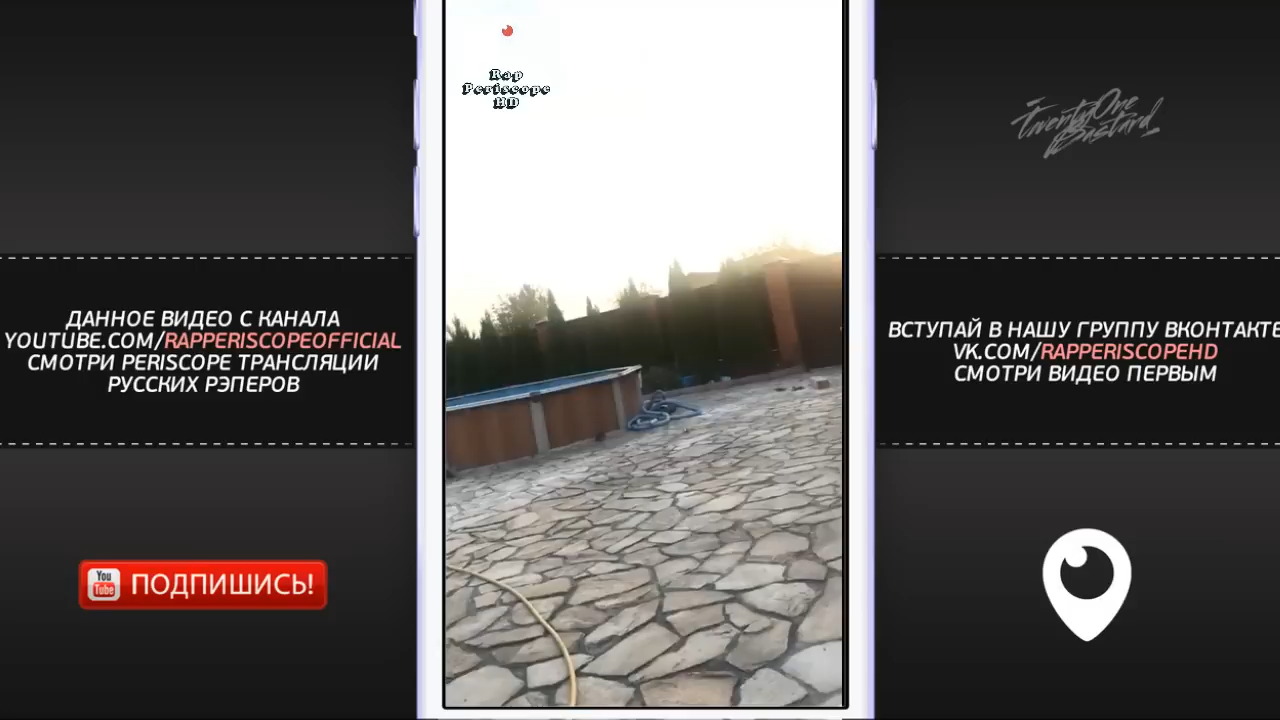 Rap
Periscope
HD
TwentyOne
Bastard
ДАННОЕ ВИДЕО С КАНАЛА
YOUTUBE.COM/RAPPERISCOPEOFFICIAL
СМОТРИ PERISCOPE ТРАНСЛЯЦИИ
РУССКИХ РЭПЕРОВ
ВСТУПАЙ В НАШУ ГРУППУ ВКОНТАКТЕ
VK.COM/RAPPERISCOPEHD
СМОТРИ ВИДЕО ПЕРВЫМ
You
Tube
ПОДПИШИСЬ!